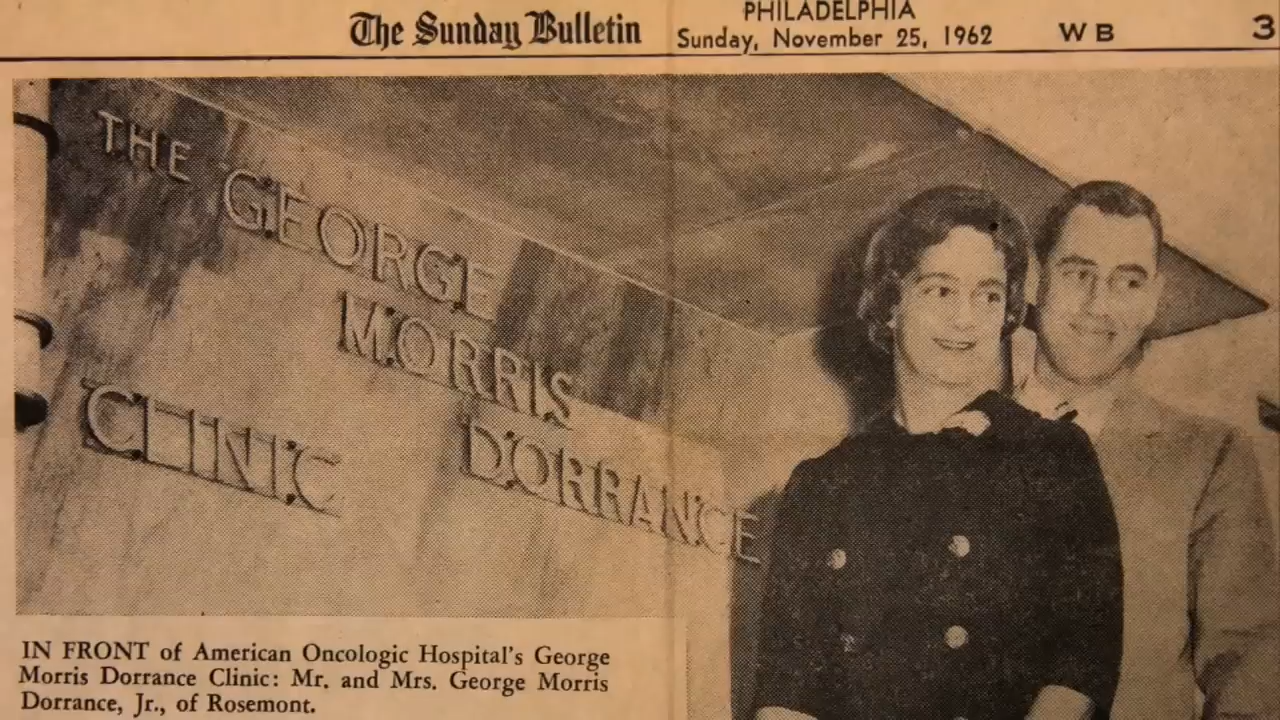 The Sunday Bulletin
PHILADELPHIA
Sunday, November 25, 1962
W B
3
THE GEORGE
MORRIS
DORRANCE
CLINIC
IN FRONT of American Oncologic Hospital's George
Morris Dorrance Clinic: Mr. and Mrs. George Morris
Dorrance, Jr., of Rosemont.